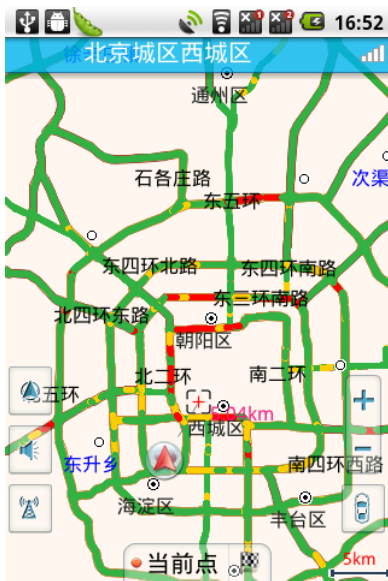 16:52
北京城区西城区
通州区
石各庄路
次渠
东五环
东四环北路
东四环南路
东三环南路
北四环东路
朝阳区
北二环
南二环
五环
04km
西城区
东升乡
南四环西路
海淀区
丰台区
当前点
5km